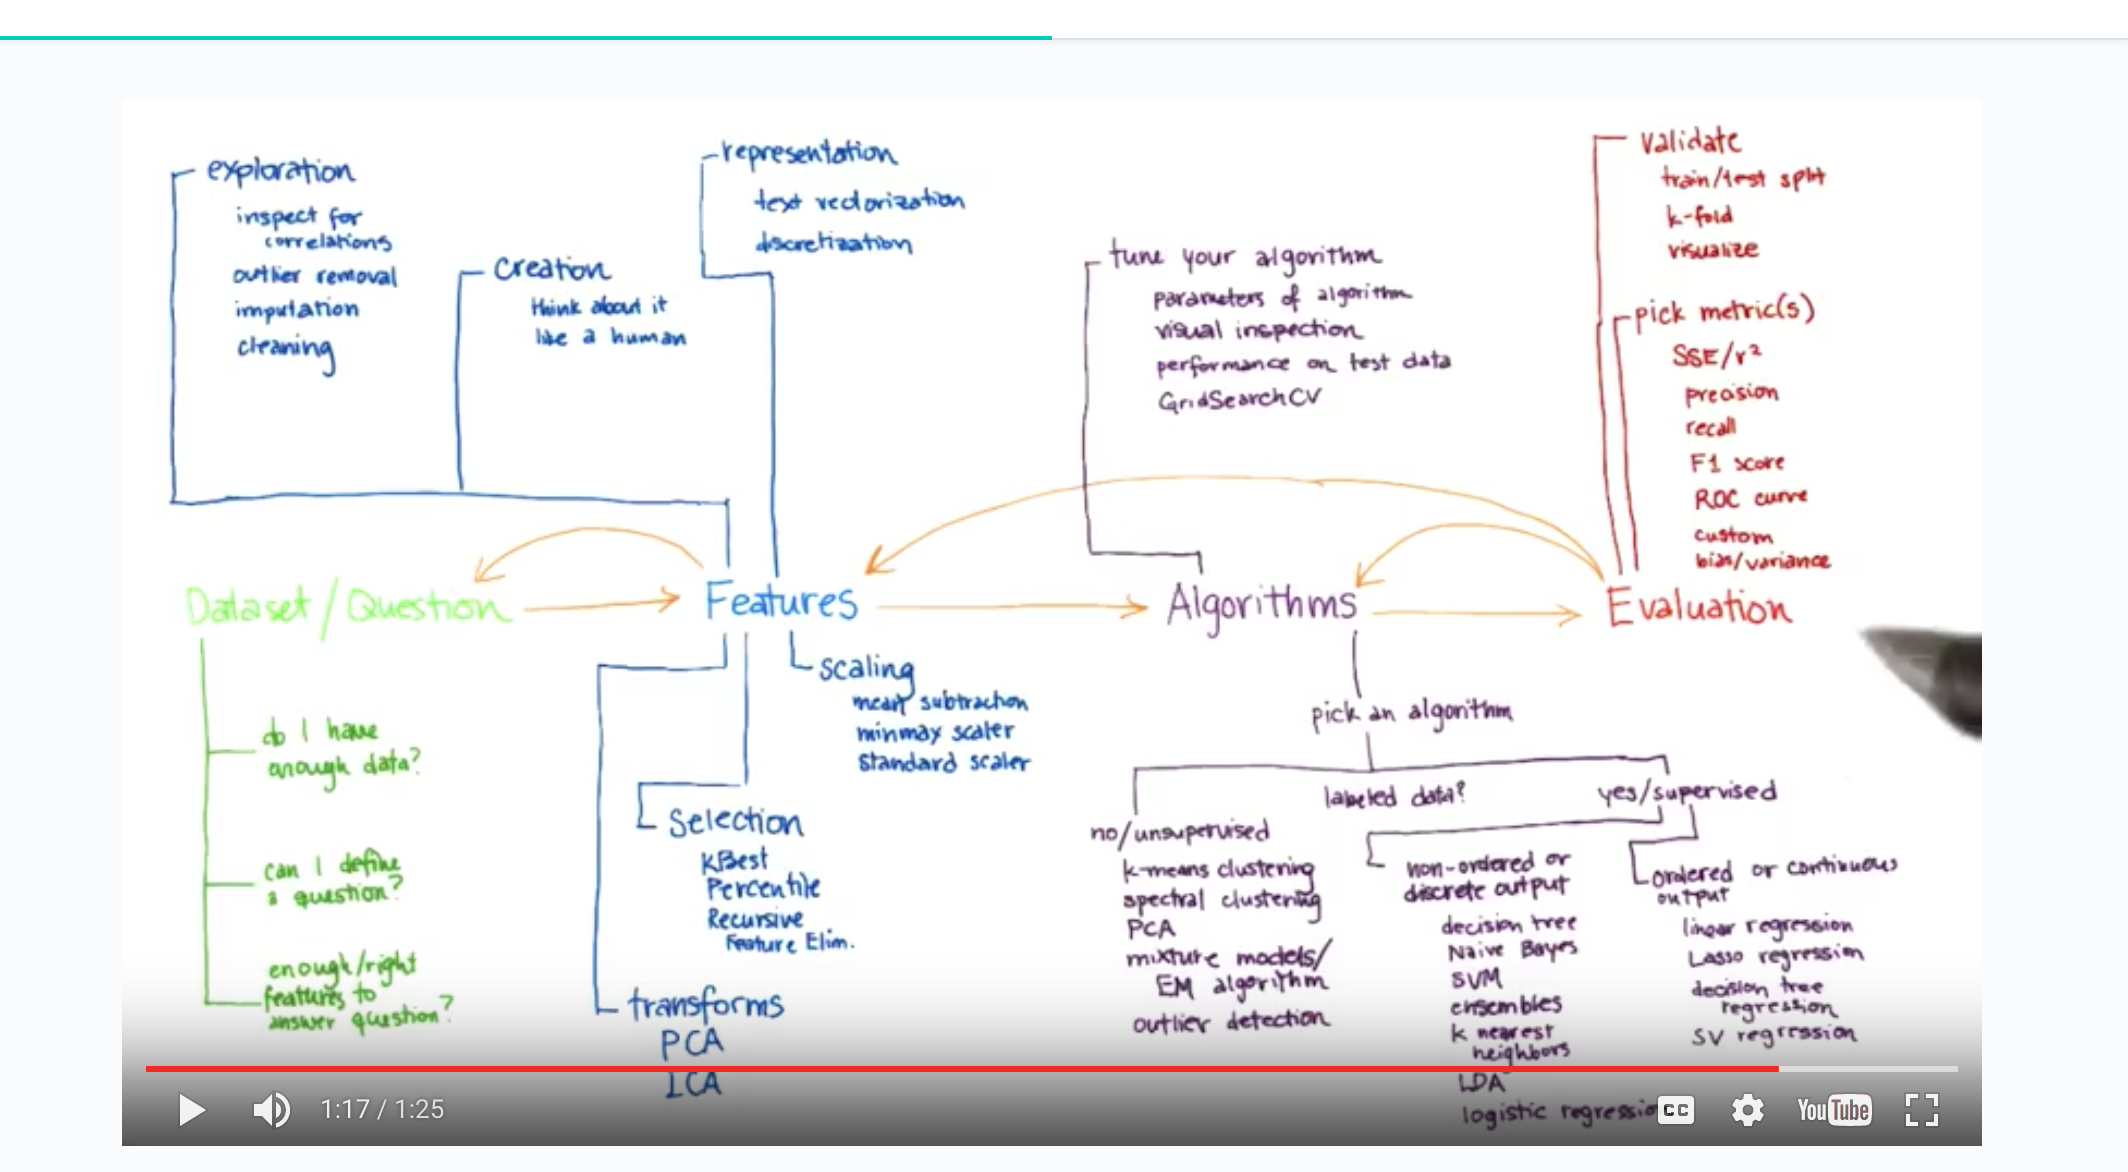 exploration
inspect for
correlations
outlier removal
imputation
cleaning
creation
think about it
like a human
representation
text vectorization
discretization
tune your algorithm
parameters of algorithm
visual inspection
performance on test data
GridSearchCV
validate
train/test split
k-fold
visualize
pick metric(s)
SSE/r²
precision
recall
F1 score
ROC curve
custom
bias/variance
Dataset/Question
Features
Algorithms
Evaluation
do I have
enough data?
can I define
a question?
enough/right
features to
answer question?
scaling
mean subtraction
minmax scaler
standard scaler
Selection
KBest
Percentile
Recursive
Feature Elim.
transforms
PCA
ICA
pick an algorithm
labeled data?
no/unsupervised
k-means clustering
spectral clustering
PCA
mixture models/
EM algorithm
outlier detection
yes/supervised
non-ordered or
discrete output
decision tree
Naive Bayes
SVM
ensembles
k nearest
neighbors
LDA
logistic regressio
ordered or continuous
output
linear regression
Lasso regression
decision tree
regression
SV regression
1:17 / 1:25
CC
YouTube